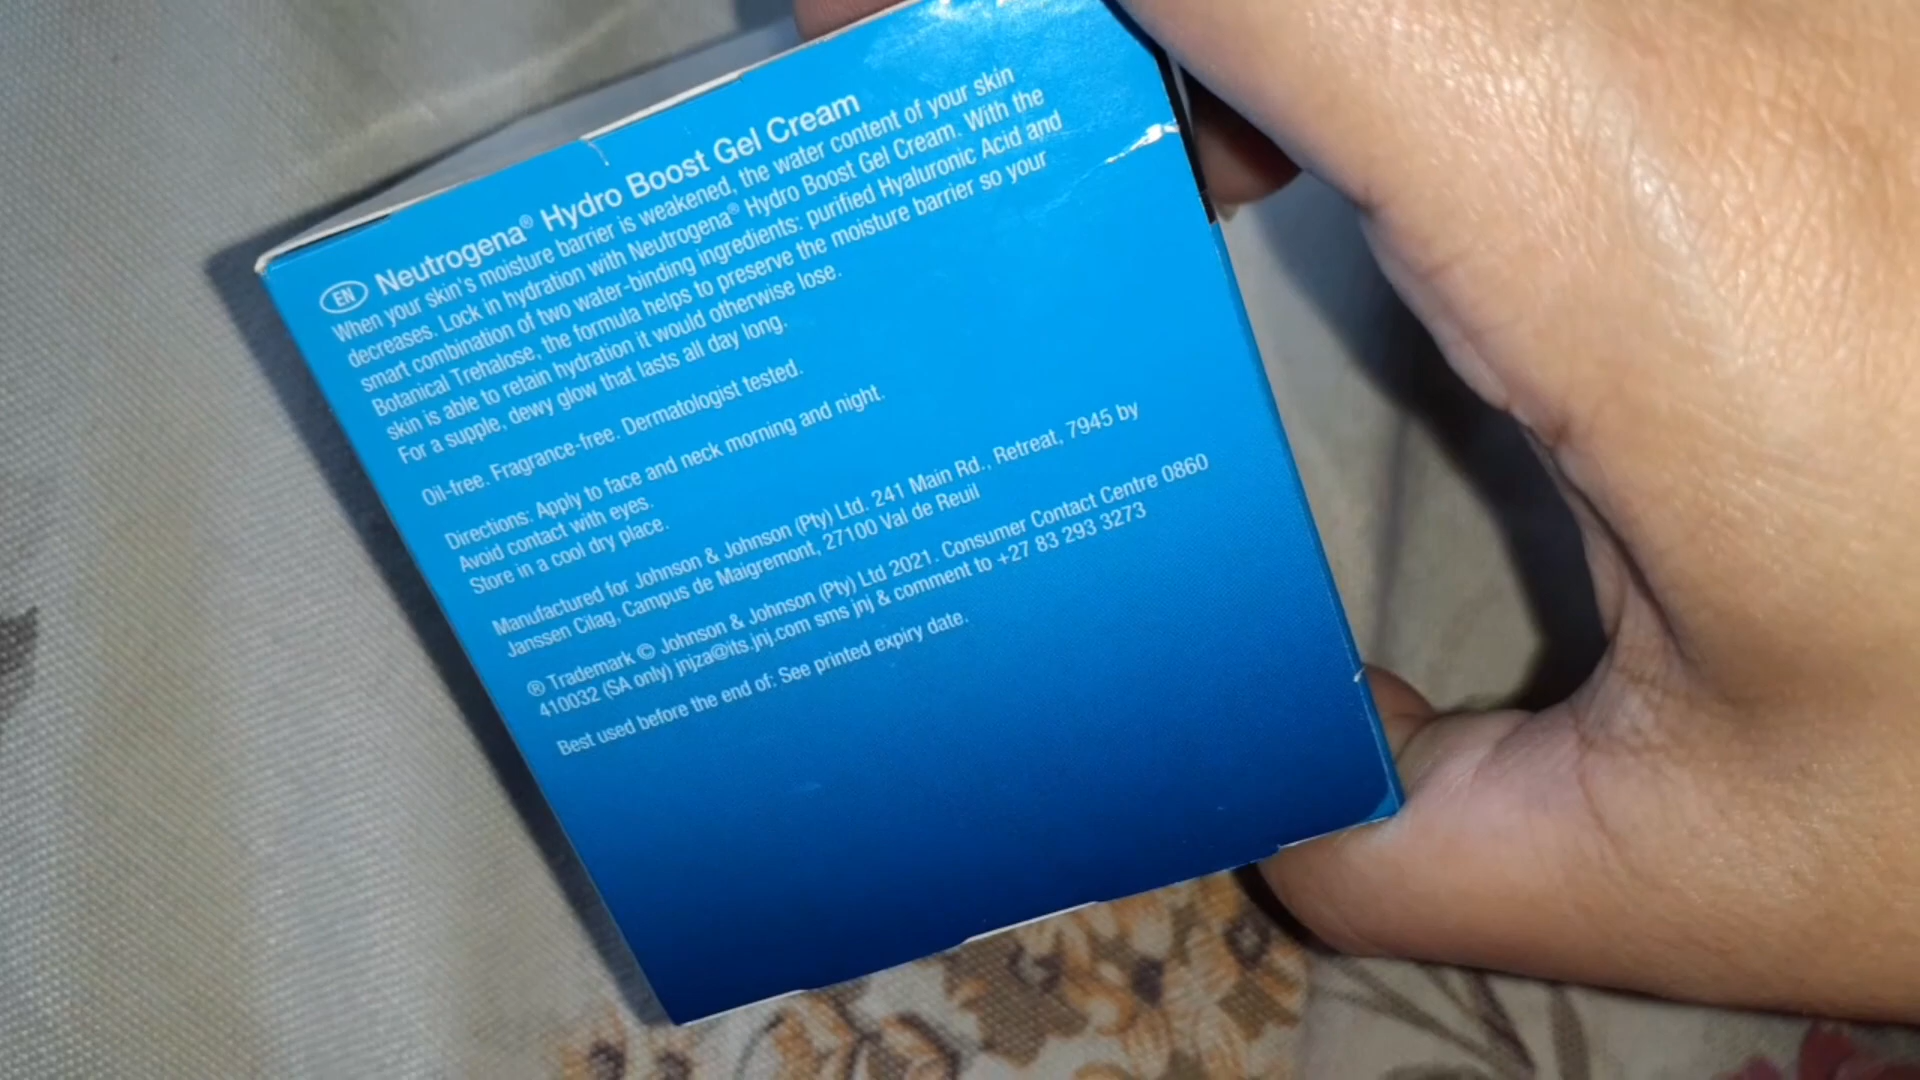 EN Neutrogena® Hydro Boost Gel Cream
When your skin's moisture barrier is weakened, the water content of your skin
decreases. Lock in hydration with Neutrogena® Hydro Boost Gel Cream. With the
smart combination of two water-binding ingredients: purified Hyaluronic Acid and
Botanical Trehalose, the formula helps to preserve the moisture barrier so your
skin is able to retain hydration it would otherwise lose.
For a supple, dewy glow that lasts all day long.
Oil-free. Fragrance-free. Dermatologist tested.
Directions: Apply to face and neck morning and night.
Avoid contact with eyes.
Store in a cool dry place.
Manufactured for Johnson & Johnson (Pty) Ltd. 241 Main Rd., Retreat, 7945 by
Janssen Cilag, Campus de Maigremont, 27100 Val de Reuil
® Trademark © Johnson & Johnson (Pty) Ltd 2021. Consumer Contact Centre 0860
410032 (SA only) jnjza@its.jnj.com sms jnj & comment to +27 83 293 3273
Best used before the end of: See printed expiry date.